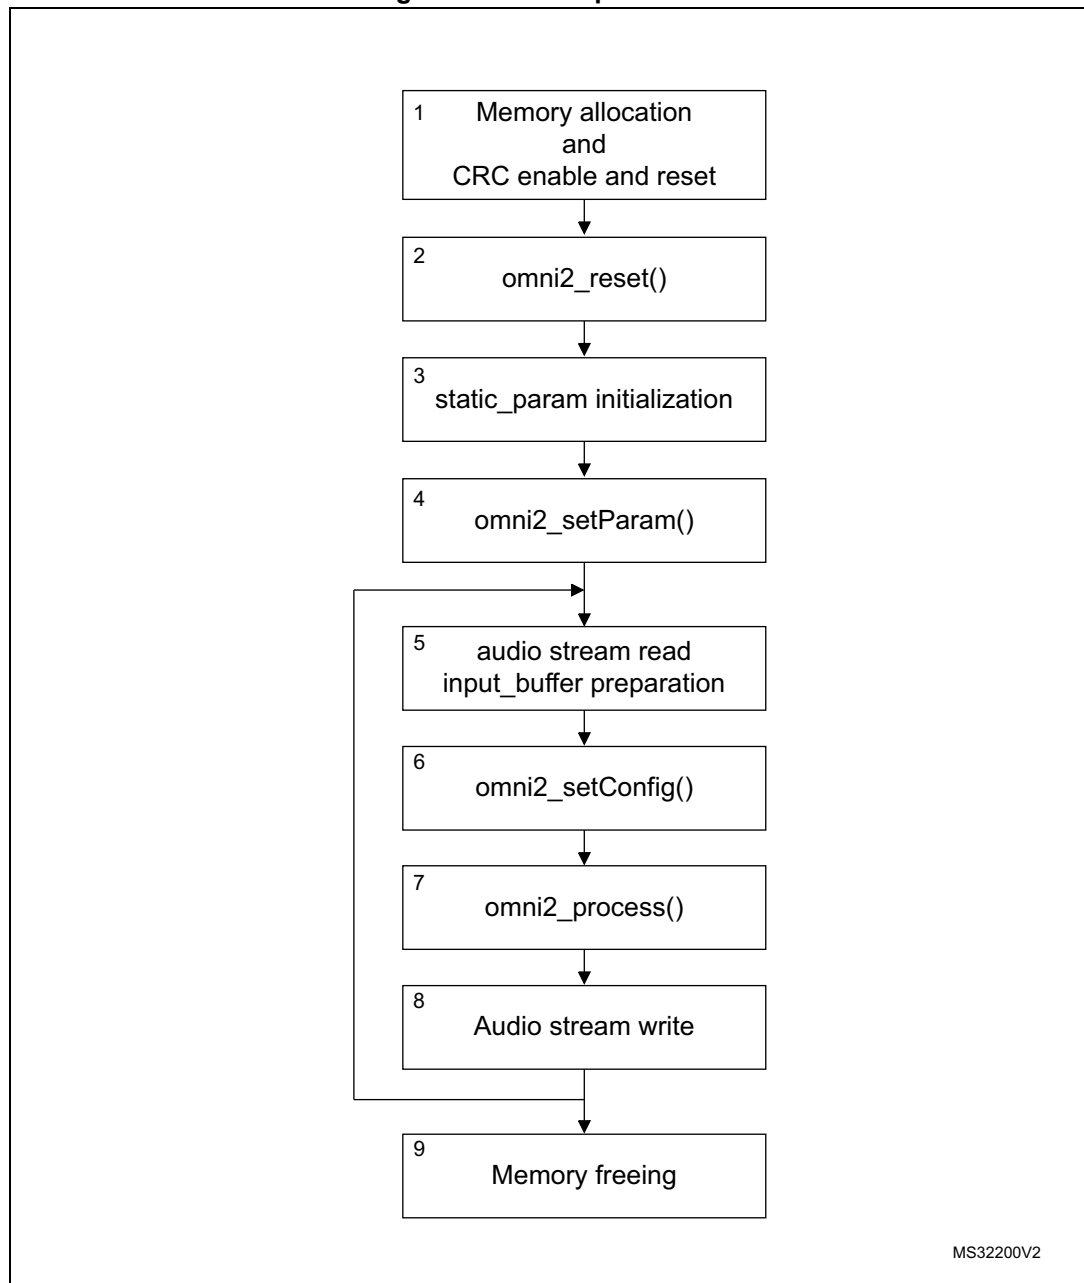 1
Memory allocation
and
CRC enable and reset
2
omni2_reset()
3
static_param initialization
4
omni2_setParam()
5
audio stream read
input_buffer preparation
6
omni2_setConfig()
7
omni2_process()
8
Audio stream write
9
Memory freeing
MS32200V2